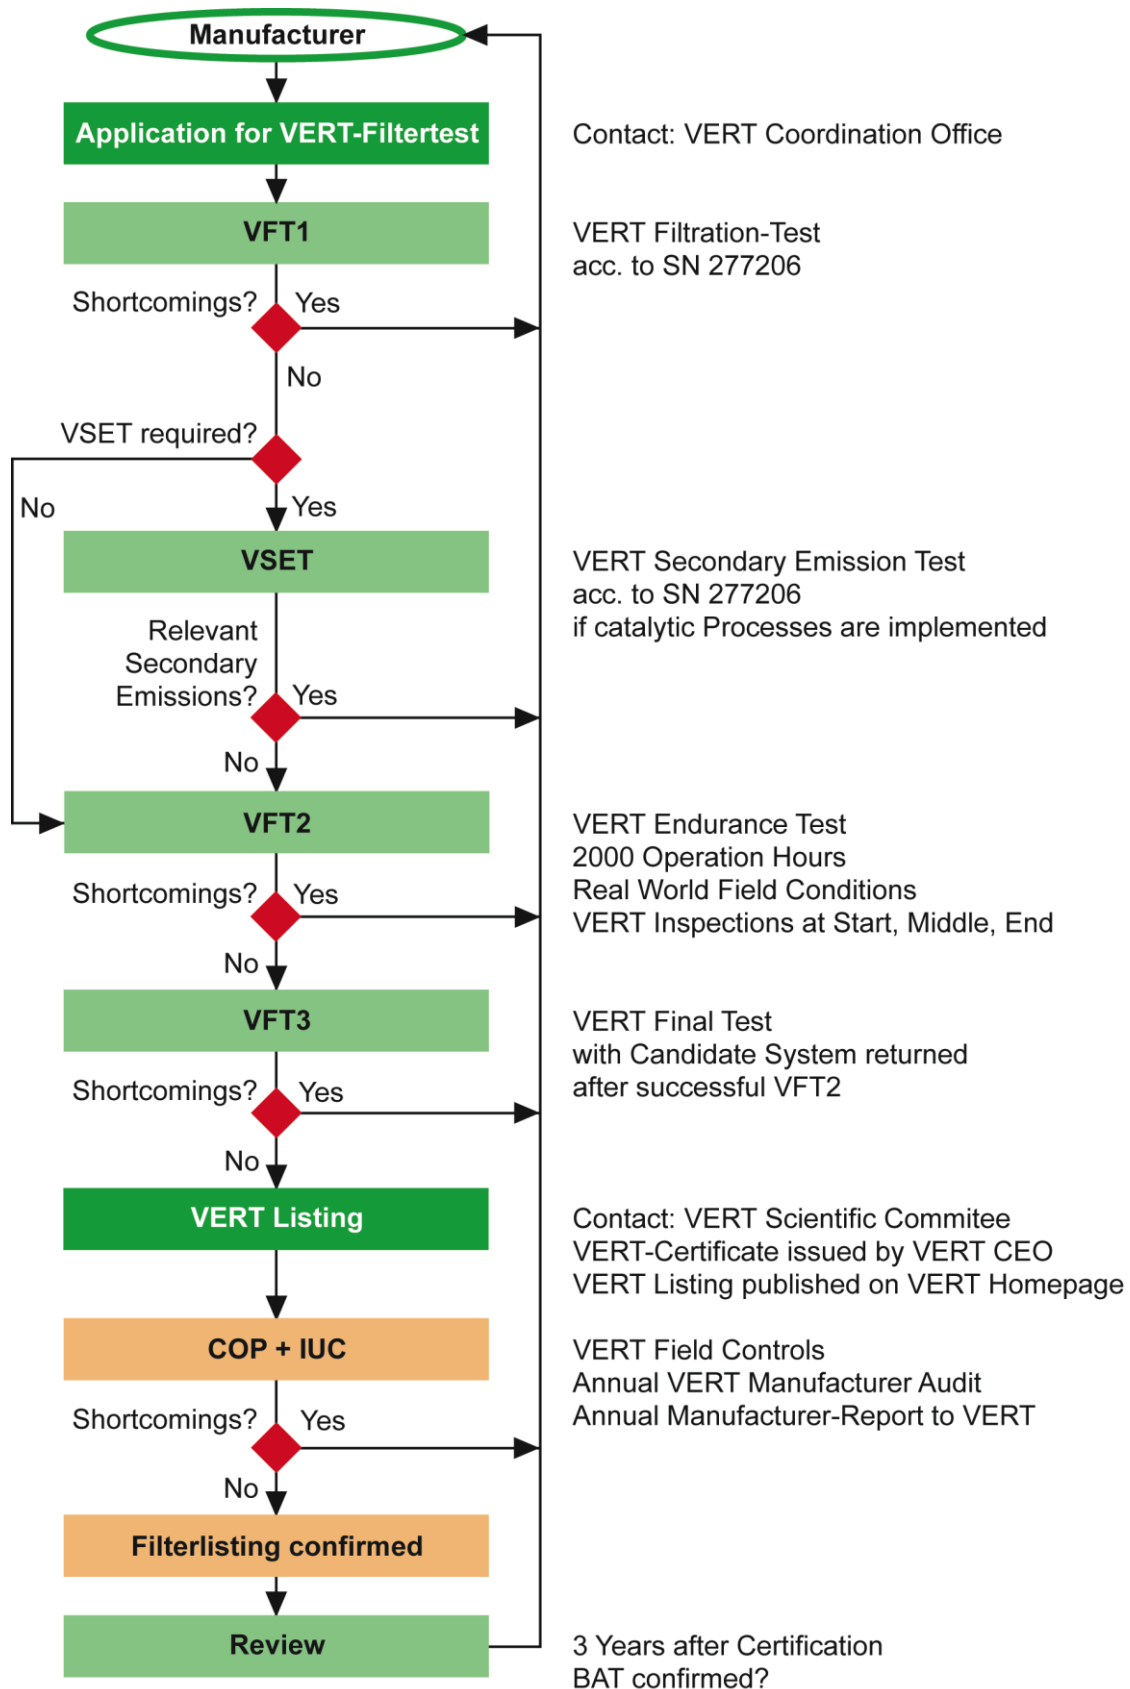 Manufacturer
Application for VERT-Filtertest
Contact: VERT Coordination Office
VFT1
VERT Filtration-Test
acc. to SN 277206
Shortcomings?
Yes
No
VSET required?
No
Yes
VSET
VERT Secondary Emission Test
acc. to SN 277206
if catalytic Processes are implemented
Relevant
Secondary
Emissions?
Yes
No
VFT2
VERT Endurance Test
2000 Operation Hours
Real World Field Conditions
VERT Inspections at Start, Middle, End
Shortcomings?
Yes
No
VFT3
VERT Final Test
with Candidate System returned
after successful VFT2
Shortcomings?
Yes
No
VERT Listing
Contact: VERT Scientific Commitee
VERT-Certificate issued by VERT CEO
VERT Listing published on VERT Homepage
COP + IUC
VERT Field Controls
Annual VERT Manufacturer Audit
Annual Manufacturer-Report to VERT
Shortcomings?
Yes
No
Filterlisting confirmed
Review
3 Years after Certification
BAT confirmed?